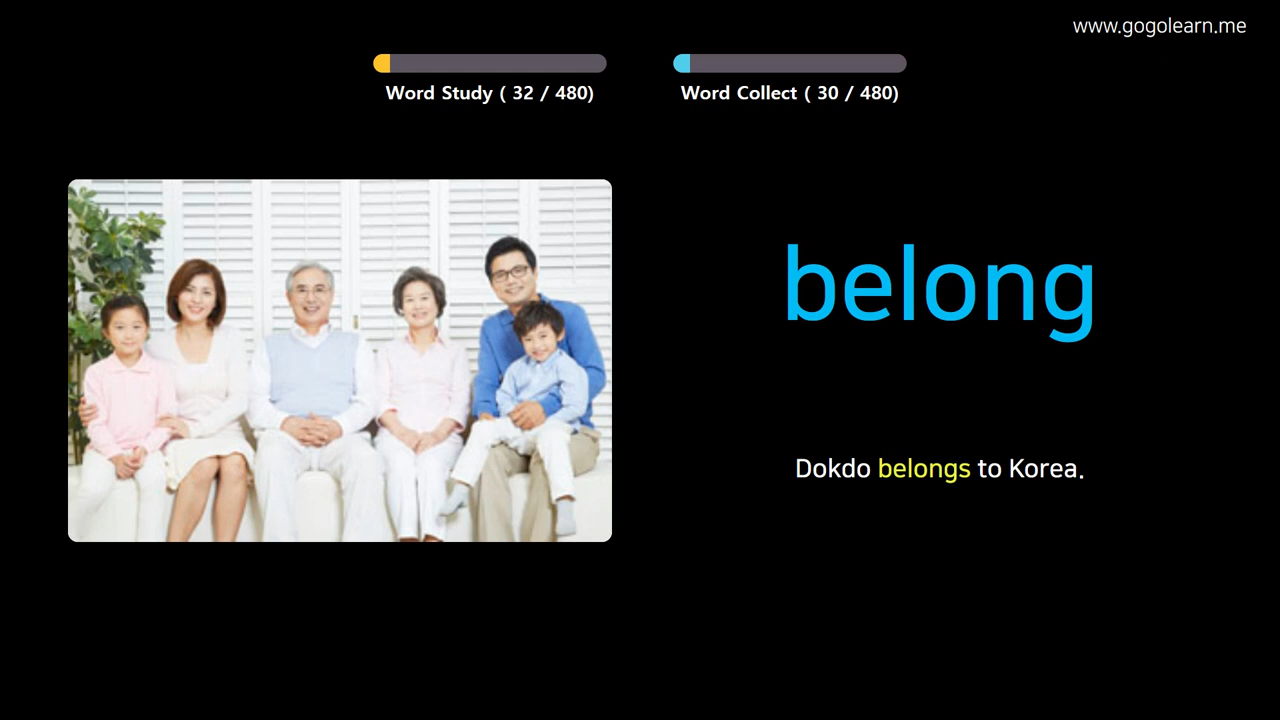 www.gogolearn.me
Word Study ( 32 / 480)
Word Collect ( 30 / 480)
belong
Dokdo belongs to Korea.